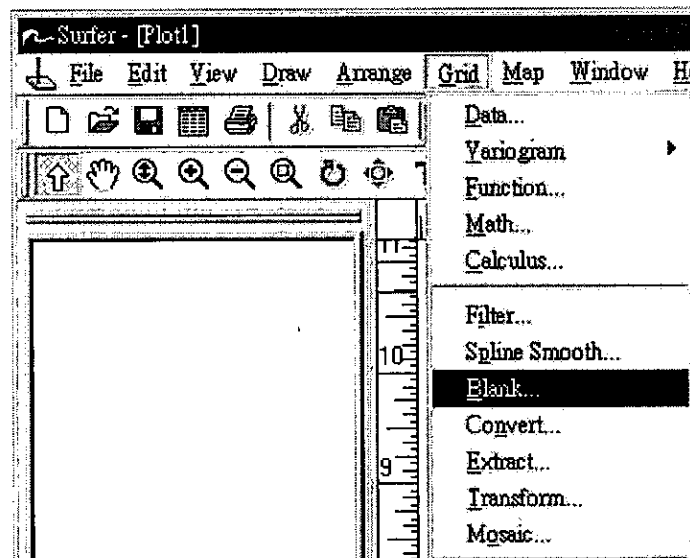 Surfer - [Plot1]
File Edit View Draw Arrange Grid Map Window H
Data...
Variogram
Function...
Math...
Calculus...
11
Filter...
10 Spline Smooth...
Blank...
Convert...
9 Extract...
Transform...
Mosaic...